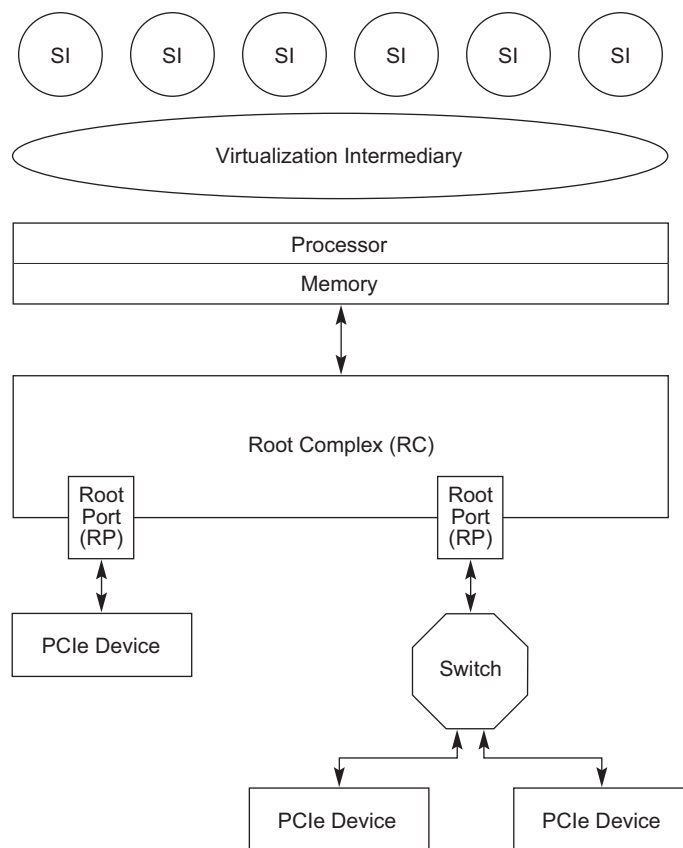 SI SI SI SI SI SI
Virtualization Intermediary
Processor
Memory
Root Complex (RC)
Root
Port
(RP)
Root
Port
(RP)
PCIe Device
Switch
PCIe Device
PCIe Device